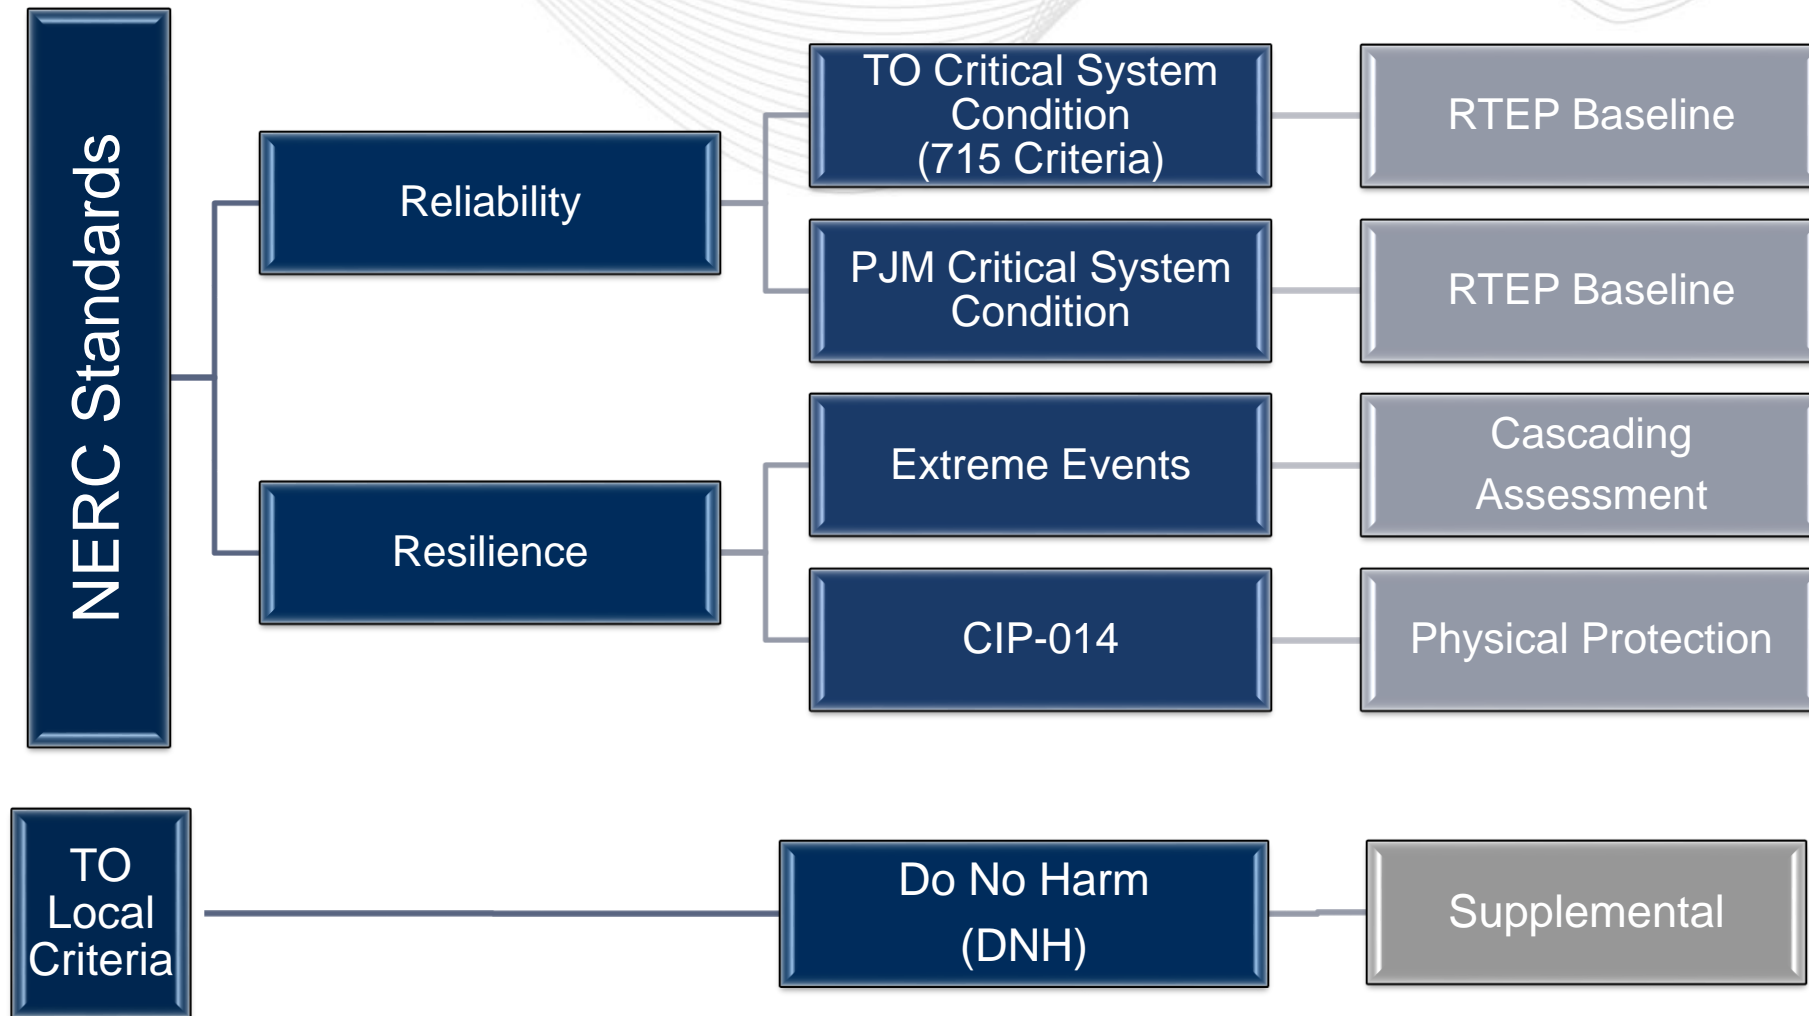 NERC Standards
Reliability
TO Critical System
Condition
(715 Criteria)
RTEP Baseline
PJM Critical System
Condition
RTEP Baseline
Resilience
Extreme Events
Cascading
Assessment
CIP-014
Physical Protection
TO
Local
Criteria
Do No Harm
(DNH)
Supplemental